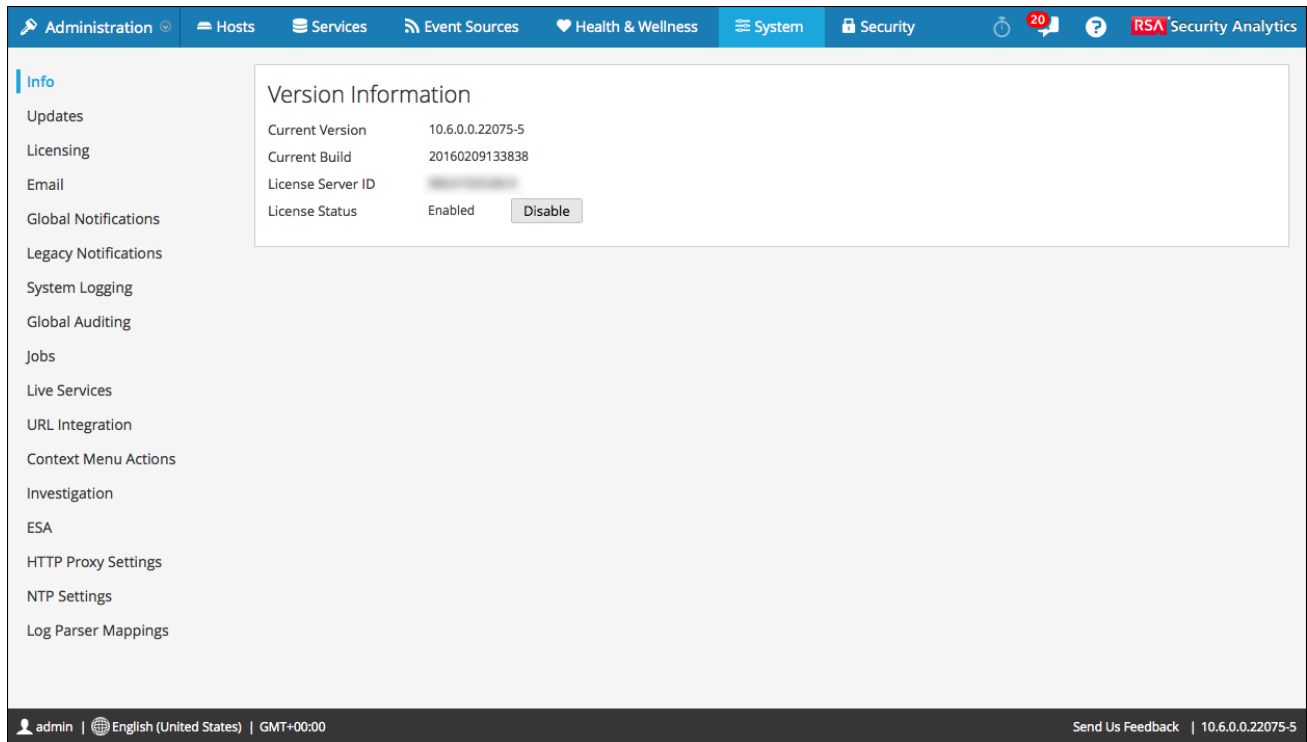 Administration Hosts Services Event Sources Health & Wellness System Security 20 ? RSA Security Analytics
Info
Updates
Licensing
Email
Global Notifications
Legacy Notifications
System Logging
Global Auditing
Jobs
Live Services
URL Integration
Context Menu Actions
Investigation
ESA
HTTP Proxy Settings
NTP Settings
Log Parser Mappings
Version Information
Current Version 10.6.0.0.22075-5
Current Build 20160209133838
License Server ID
License Status Enabled Disable
admin | English (United States) | GMT+00:00 Send Us Feedback | 10.6.0.0.22075-5